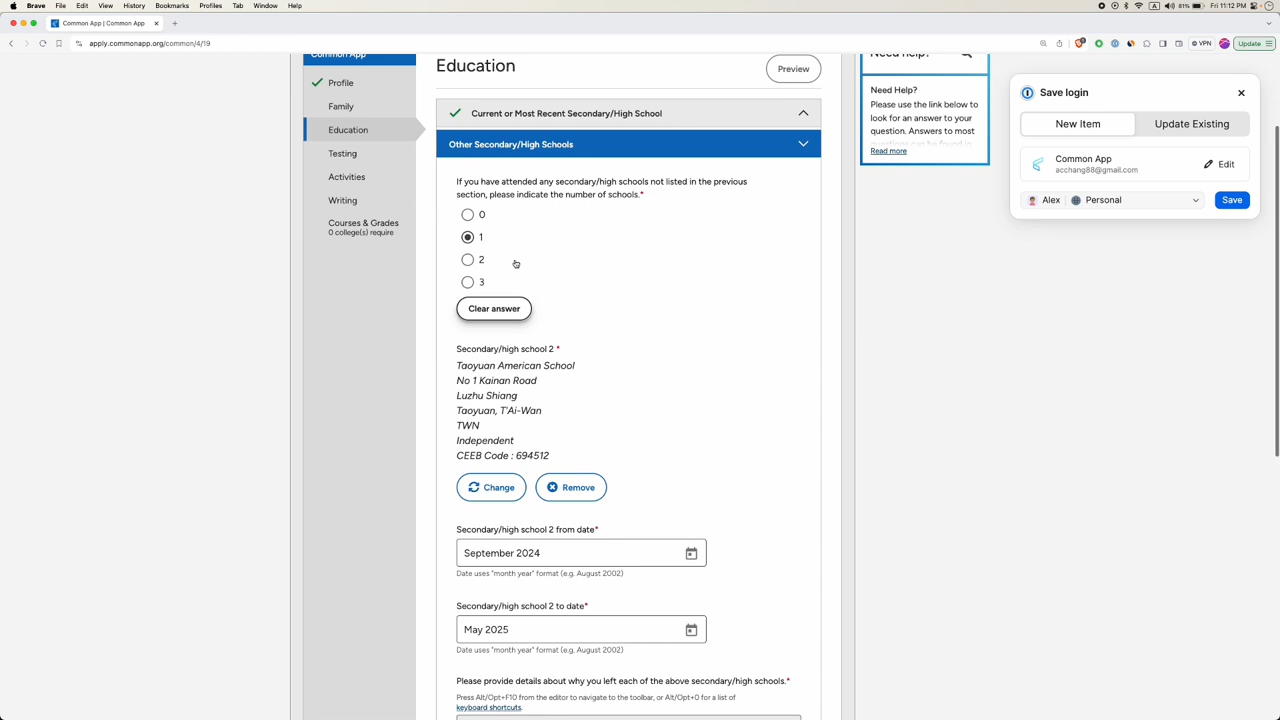 Brave File Edit View History Bookmarks Profiles Tab Window Help
A 81% Fri 11:12 PM
Common App | Common App
apply.commonapp.org/common/4/19
VPN
Update
Common App
Profile
Family
Education
Testing
Activities
Writing
Courses & Grades
0 college(s) require
Education
Preview
Current or Most Recent Secondary/High School
Other Secondary/High Schools
If you have attended any secondary/high schools not listed in the previous
section, please indicate the number of schools.*
0
1
2
3
Clear answer
Secondary/high school 2 *
Taoyuan American School
No 1 Kainan Road
Luzhu Shiang
Taoyuan, T'Ai-Wan
TWN
Independent
CEEB Code : 694512
Change
Remove
Secondary/high school 2 from date*
September 2024
Date uses "month year" format (e.g. August 2002)
Secondary/high school 2 to date*
May 2025
Date uses "month year" format (e.g. August 2002)
Please provide details about why you left each of the above secondary/high schools.*
Press Alt/Opt+F10 from the editor to navigate to the toolbar, or Alt/Opt+0 for a list of
keyboard shortcuts.
Need help?
Need Help?
Please use the link below to
look for an answer to your
question. Answers to most
questions can be found in
Read more
Save login
New Item
Update Existing
Common App
acchang88@gmail.com
Edit
Alex
Personal
Save